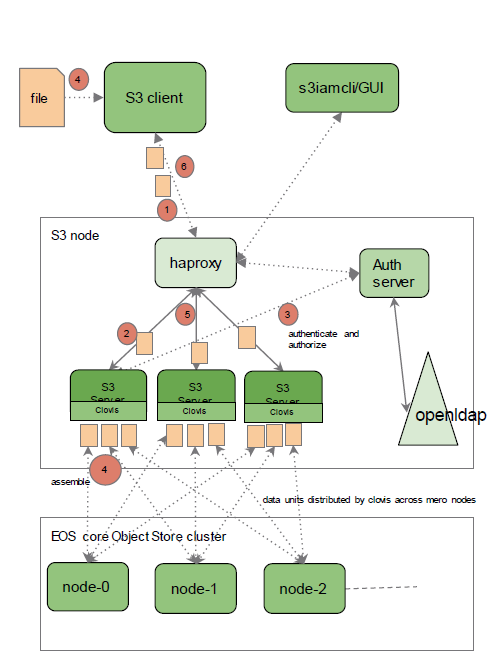 4
file
S3 client
s3iamcli/GUI
6
1
S3 node
haproxy
Auth
server
2
5
3
authenticate and
authorize
S3
Server
Clovis
S3
Server
Clovis
S3
Server
Clovis
openldap
4
assemble
data units distributed by clovis across mero nodes
EOS core Object Store cluster
node-0
node-1
node-2